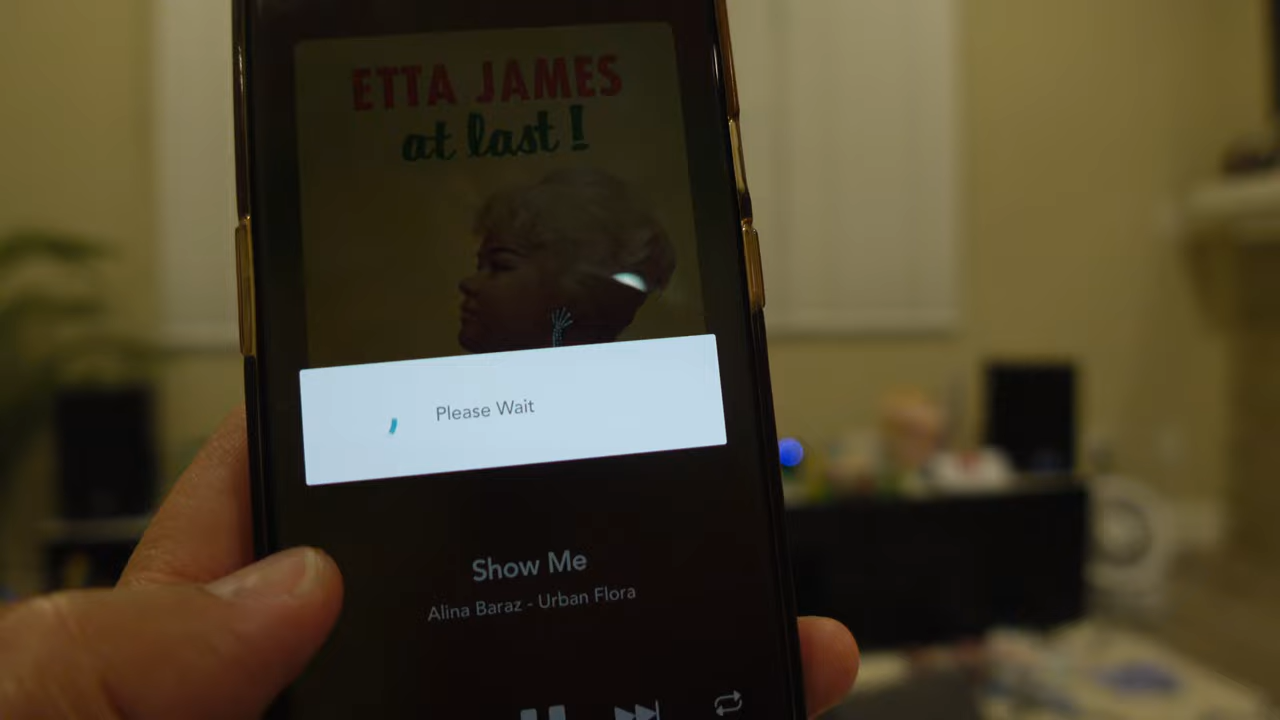 ETTA JAMES
at last!
Please Wait
Show Me
Alina Baraz - Urban Flora